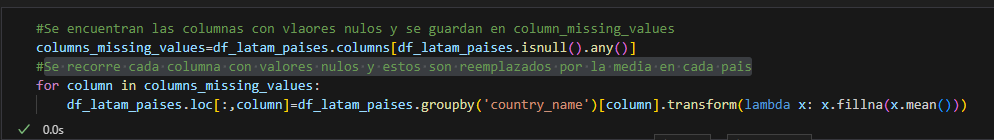 #Se encuentran las columnas con vlaores nulos y se guardan en column_missing_values
columns_missing_values=df_latam_paises.columns[df_latam_paises.isnull().any()]
#Se recorre cada columna con valores nulos y estos son reemplazados por la media en cada pais
for column in columns_missing_values:
    df_latam_paises.loc[:,column]=df_latam_paises.groupby('country_name')[column].transform(lambda x: x.fillna(x.mean()))
✓ 0.0s